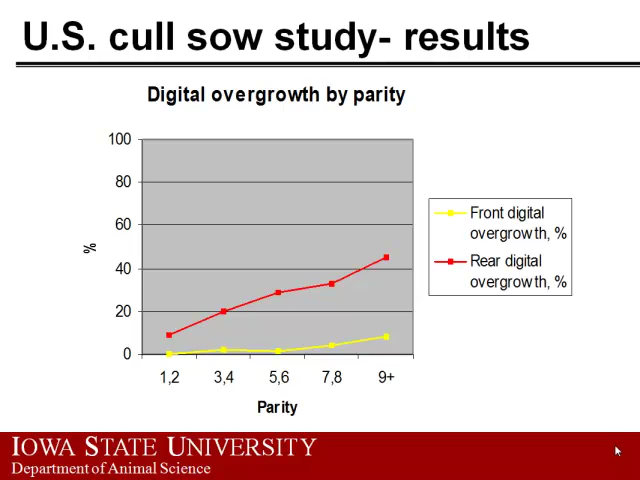 U.S. cull sow study- results
Digital overgrowth by parity
100
80
60
40
20
0
%
1,2 3,4 5,6 7,8 9+
Parity
Front digital
overgrowth, %
Rear digital
overgrowth, %
IOWA STATE UNIVERSITY
Department of Animal Science